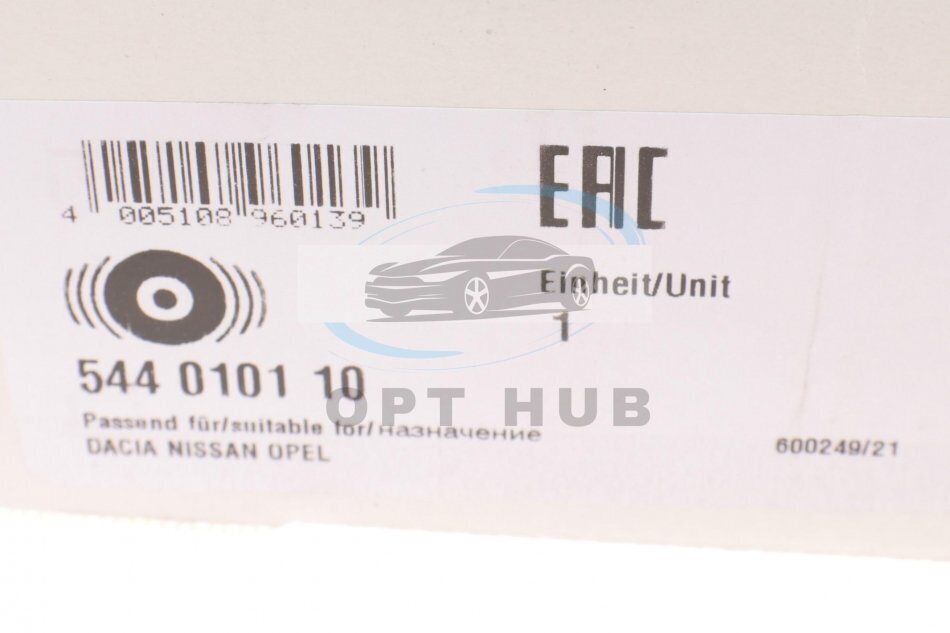 4 005108 960139
EAC
Einheit/Unit
1
544 0101 10
OPT HUB
Passend für/suitable for/назначение
DACIA NISSAN OPEL
600249/21